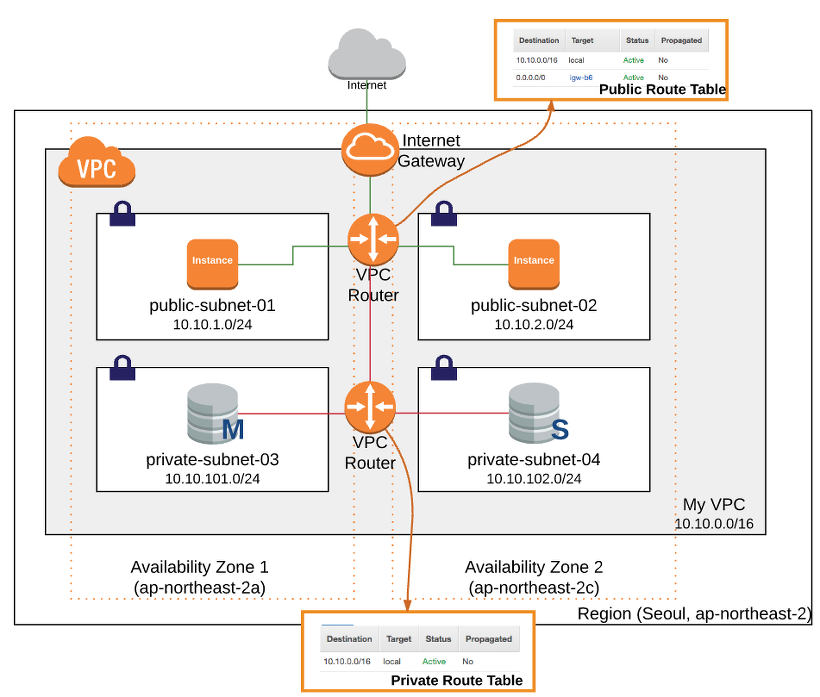 Destination Target Status Propagated
10.10.0.0/16 local Active No
0.0.0.0/0 igw-b6 Active No
Public Route Table
Internet
Internet
Gateway
VPC
Instance
public-subnet-01
10.10.1.0/24
VPC
Router
Instance
public-subnet-02
10.10.2.0/24
M
private-subnet-03
10.10.101.0/24
VPC
Router
S
private-subnet-04
10.10.102.0/24
My VPC
10.10.0.0/16
Availability Zone 1
(ap-northeast-2a)
Availability Zone 2
(ap-northeast-2c)
Region (Seoul, ap-northeast-2)
Destination Target Status Propagated
10.10.0.0/16 local Active No
Private Route Table